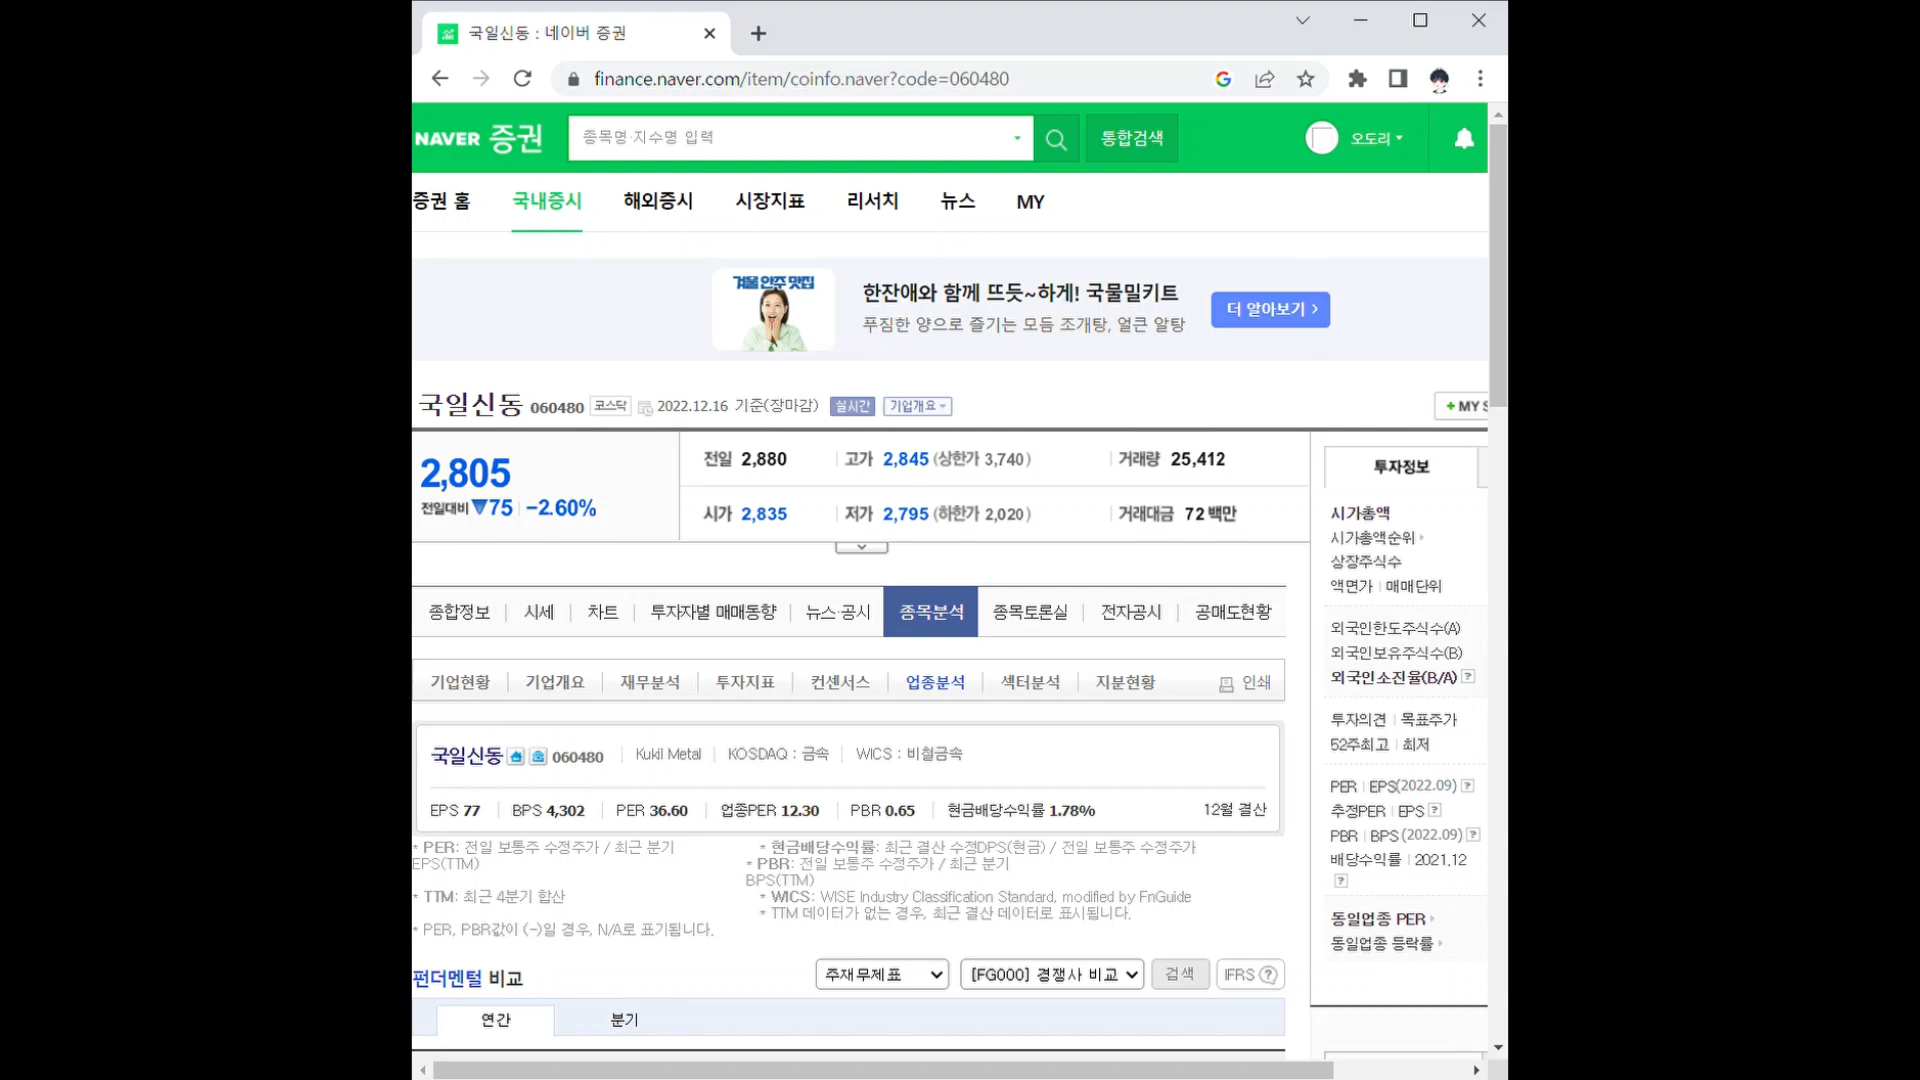 국일신동 : 네이버 증권
finance.naver.com/item/coinfo.naver?code=060480
NAVER 증권
종목명·지수명 입력
통합검색
오도리
증권 홈 국내증시 해외증시 시장지표 리서치 뉴스 MY
겨울 안주 맛집
한잔애와 함께 뜨듯~하게! 국물밀키트
푸짐한 양으로 즐기는 모듬 조개탕, 얼큰 알탕
더 알아보기
국일신동 060480 코스닥 2022.12.16 기준(장마감) 실시간 기업개요
+ MY S
2,805
전일대비 ▼75 -2.60%
전일 2,880 고가 2,845 (상한가 3,740) 거래량 25,412
시가 2,835 저가 2,795 (하한가 2,020) 거래대금 72 백만
종합정보 시세 차트 투자자별 매매동향 뉴스·공시 종목분석 종목토론실 전자공시 공매도현황
기업현황 기업개요 재무분석 투자지표 컨센서스 업종분석 섹터분석 지분현황 인쇄
국일신동 060480 Kukil Metal KOSDAQ : 금속 WICS : 비철금속
EPS 77 BPS 4,302 PER 36.60 업종PER 12.30 PBR 0.65 현금배당수익률 1.78% 12월 결산
* PER: 전일 보통주 수정주가 / 최근 분기
EPS(TTM)
* TTM: 최근 4분기 합산
* PER, PBR값이 (-)일 경우, N/A로 표기됩니다.
* 현금배당수익률: 최근 결산 수정DPS(현금) / 전일 보통주 수정주가
* PBR: 전일 보통주 수정주가 / 최근 분기
BPS(TTM)
* WICS: WISE Industry Classification Standard, modified by FnGuide
* TTM 데이터가 없는 경우, 최근 결산 데이터로 표시됩니다.
펀더멘털 비교
주재무제표 [FG000] 경쟁사 비교 검색 IFRS ?
연간 분기
투자정보
시가총액
시가총액순위
상장주식수
액면가 | 매매단위
외국인한도주식수(A)
외국인보유주식수(B)
외국인소진율(B/A) ?
투자의견 | 목표주가
52주최고 | 최저
PER | EPS(2022.09) ?
추정PER | EPS ?
PBR | BPS (2022.09) ?
배당수익률 | 2021.12
?
동일업종 PER
동일업종 등락률